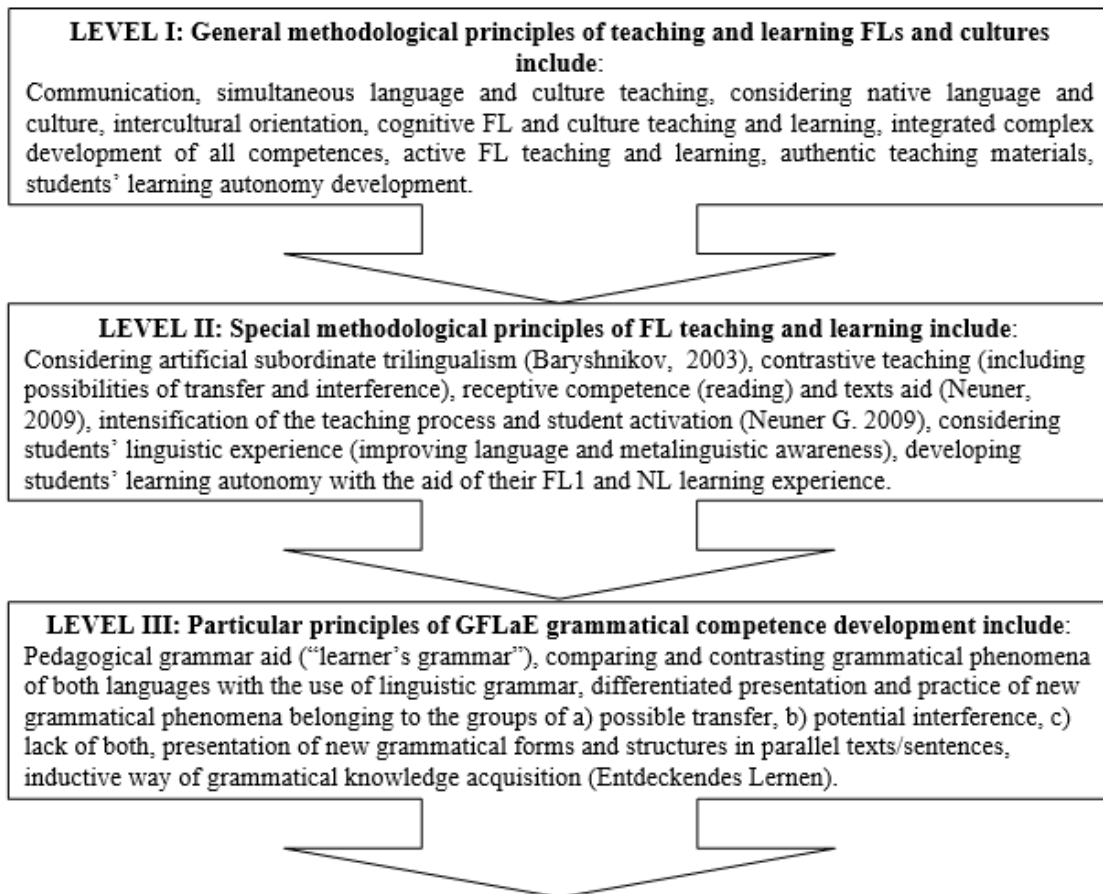 LEVEL I: General methodological principles of teaching and learning FLs and cultures
include:
Communication, simultaneous language and culture teaching, considering native language and
culture, intercultural orientation, cognitive FL and culture teaching and learning, integrated complex
development of all competences, active FL teaching and learning, authentic teaching materials,
students’ learning autonomy development.
LEVEL II: Special methodological principles of FL teaching and learning include:
Considering artificial subordinate trilingualism (Baryshnikov, 2003), contrastive teaching (including
possibilities of transfer and interference), receptive competence (reading) and texts aid (Neuner,
2009), intensification of the teaching process and student activation (Neuner G. 2009), considering
students’ linguistic experience (improving language and metalinguistic awareness), developing
students’ learning autonomy with the aid of their FL1 and NL learning experience.
LEVEL III: Particular principles of GFLaE grammatical competence development include:
Pedagogical grammar aid (“learner’s grammar”), comparing and contrasting grammatical phenomena
of both languages with the use of linguistic grammar, differentiated presentation and practice of new
grammatical phenomena belonging to the groups of a) possible transfer, b) potential interference, c)
lack of both, presentation of new grammatical forms and structures in parallel texts/sentences,
inductive way of grammatical knowledge acquisition (Entdeckendes Lernen).